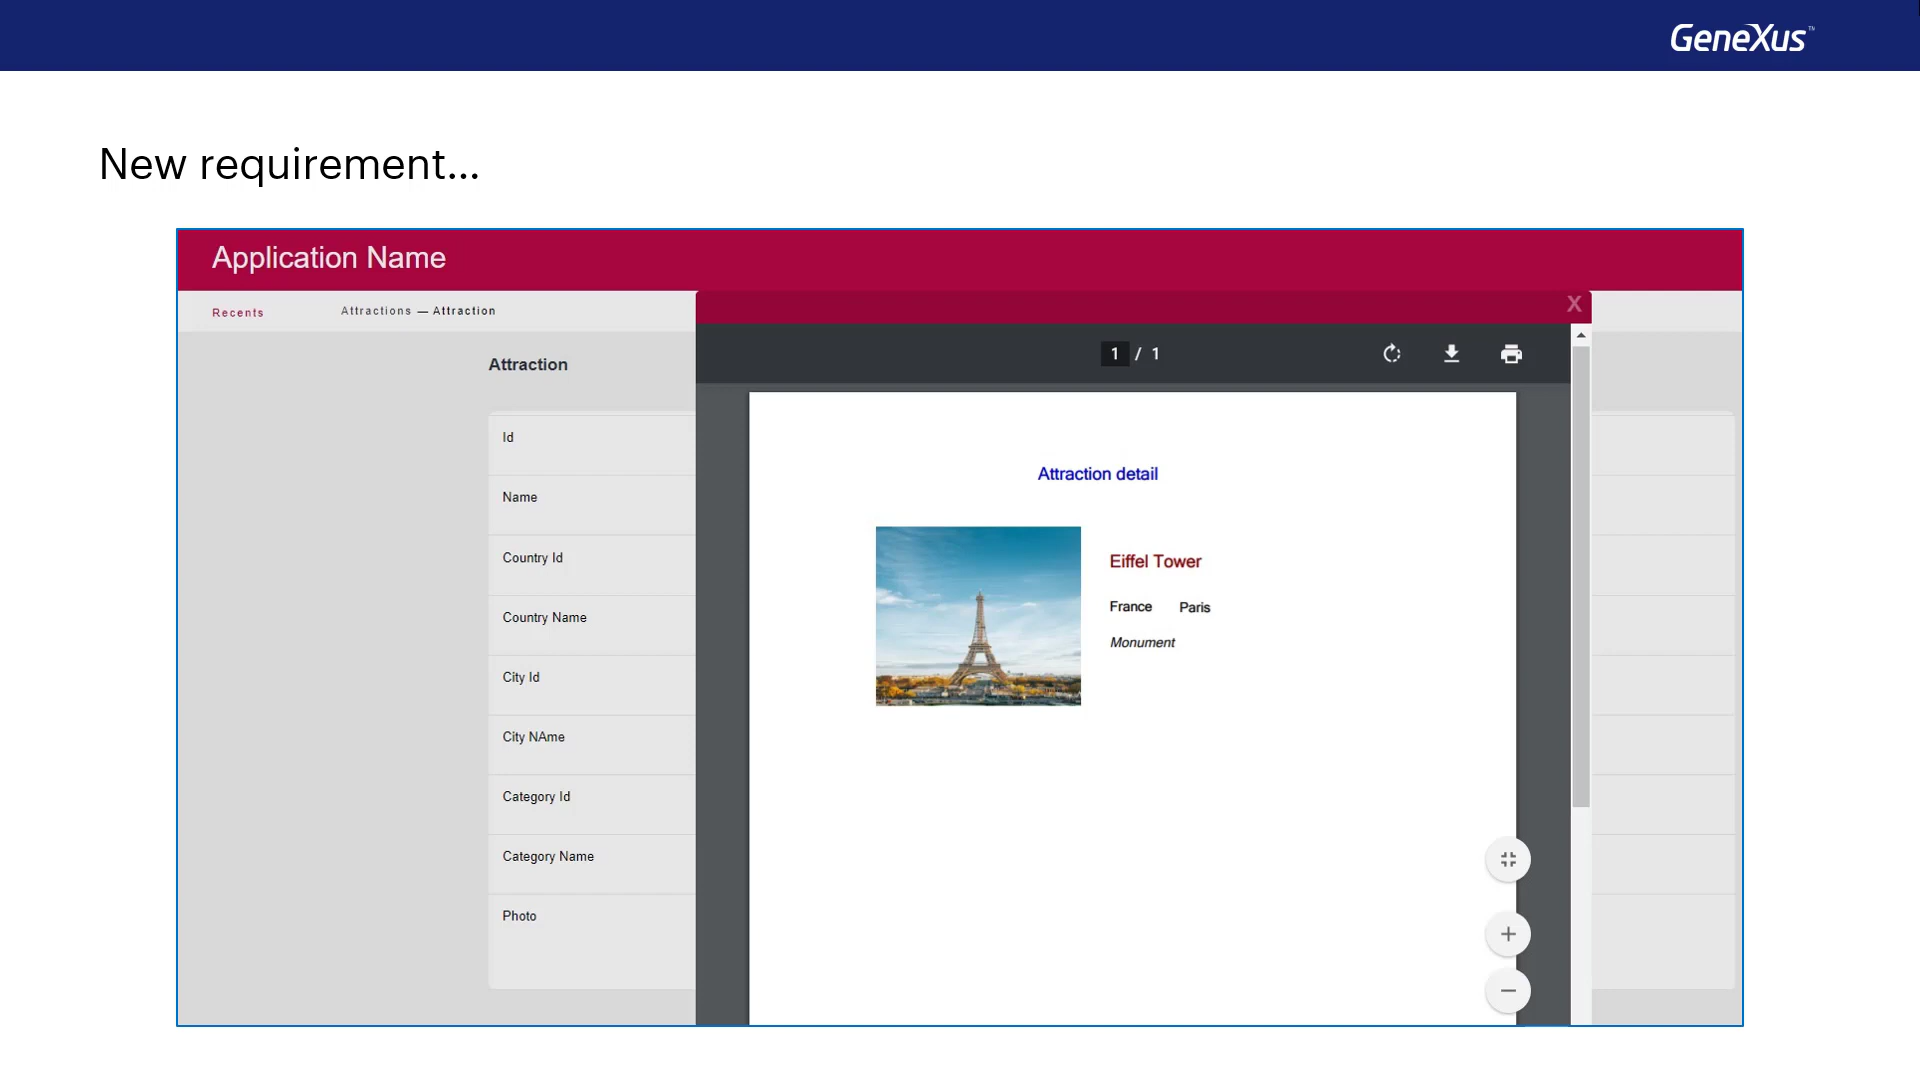 GeneXus™
New requirement...
Application Name
Recents
Attractions — Attraction
X
1 / 1
Attraction
Id
Name
Country Id
Country Name
City Id
City NAme
Category Id
Category Name
Photo
Attraction detail
Eiffel Tower
France Paris
Monument